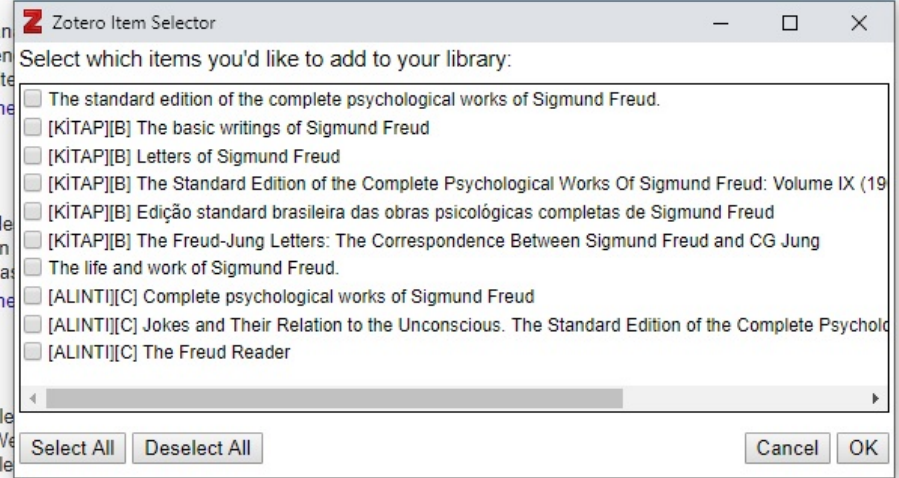 Zotero Item Selector
Select which items you'd like to add to your library:
The standard edition of the complete psychological works of Sigmund Freud.
[KİTAP][B] The basic writings of Sigmund Freud
[KİTAP][B] Letters of Sigmund Freud
[KİTAP][B] The Standard Edition of the Complete Psychological Works Of Sigmund Freud: Volume IX (19
[KİTAP][B] Edição standard brasileira das obras psicológicas completas de Sigmund Freud
[KİTAP][B] The Freud-Jung Letters: The Correspondence Between Sigmund Freud and CG Jung
The life and work of Sigmund Freud.
[ALINTI][C] Complete psychological works of Sigmund Freud
[ALINTI][C] Jokes and Their Relation to the Unconscious. The Standard Edition of the Complete Psycholo
[ALINTI][C] The Freud Reader
Select All Deselect All Cancel OK